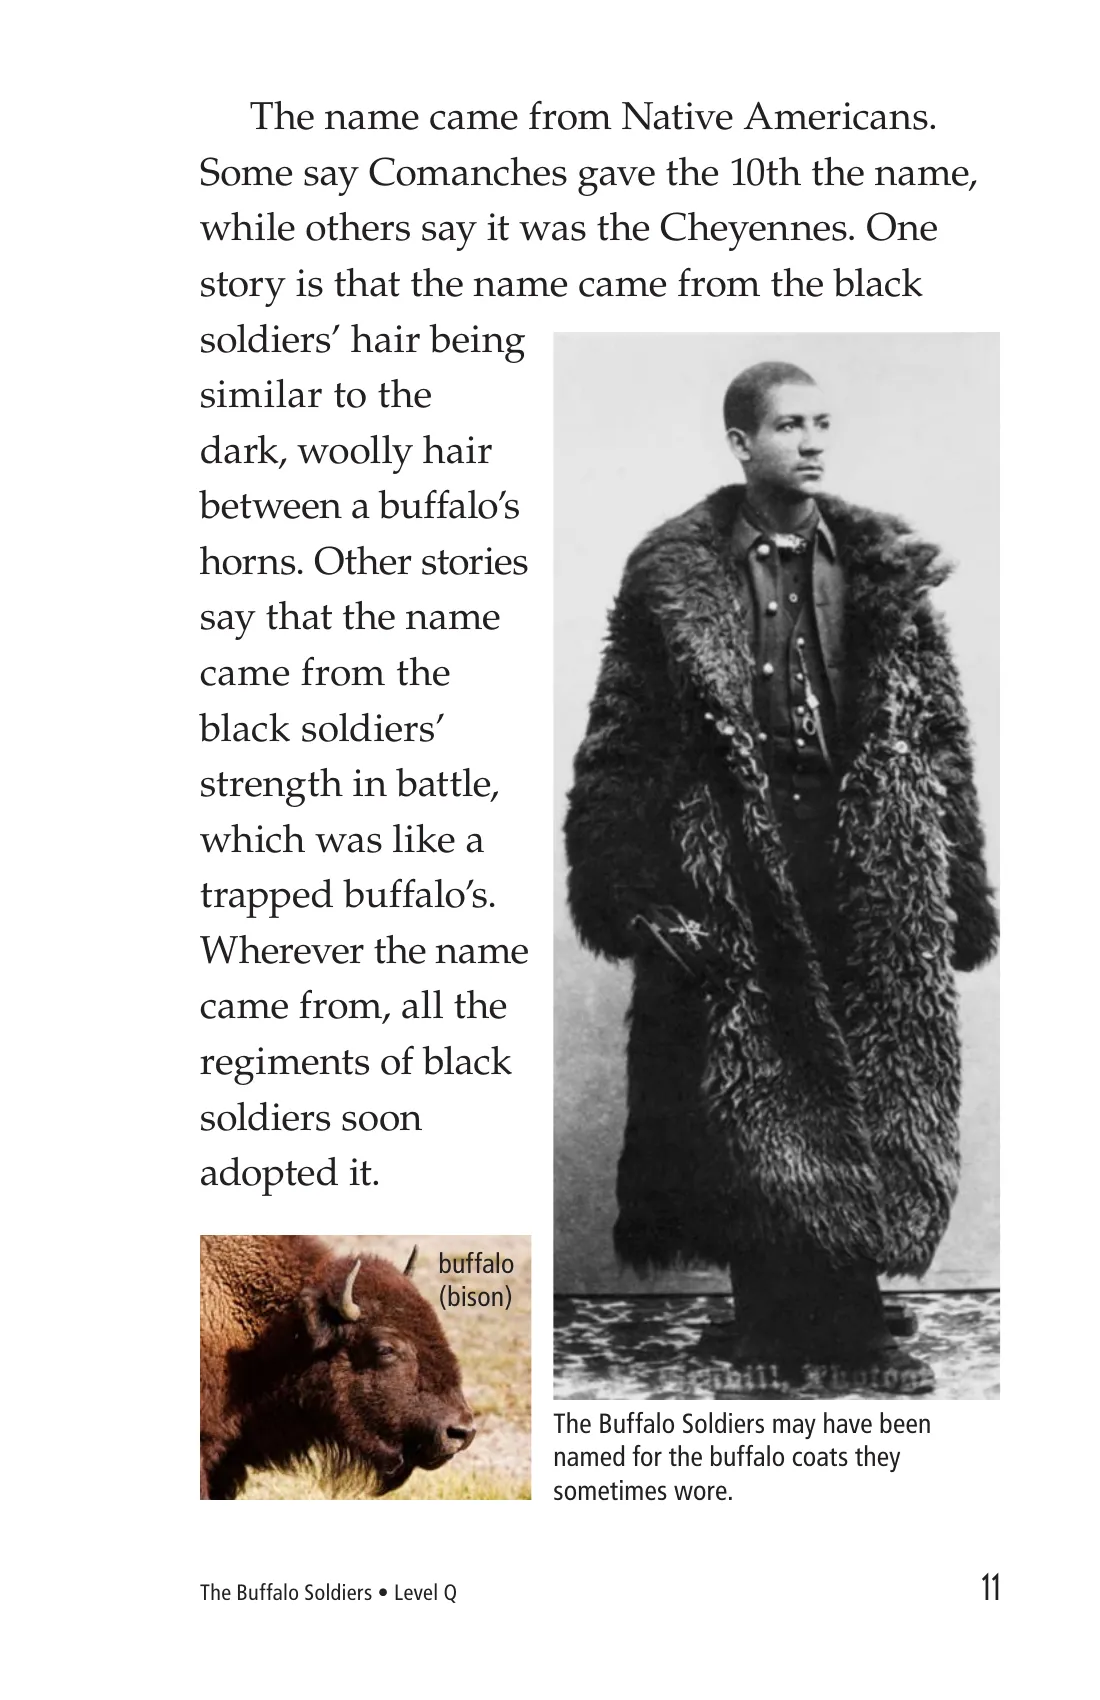 The name came from Native Americans.
Some say Comanches gave the 10th the name,
while others say it was the Cheyennes. One
story is that the name came from the black
soldiers’ hair being
similar to the
dark, woolly hair
between a buffalo’s
horns. Other stories
say that the name
came from the
black soldiers’
strength in battle,
which was like a
trapped buffalo’s.
Wherever the name
came from, all the
regiments of black
soldiers soon
adopted it.
buffalo
(bison)
The Buffalo Soldiers may have been
named for the buffalo coats they
sometimes wore.
The Buffalo Soldiers • Level Q
11